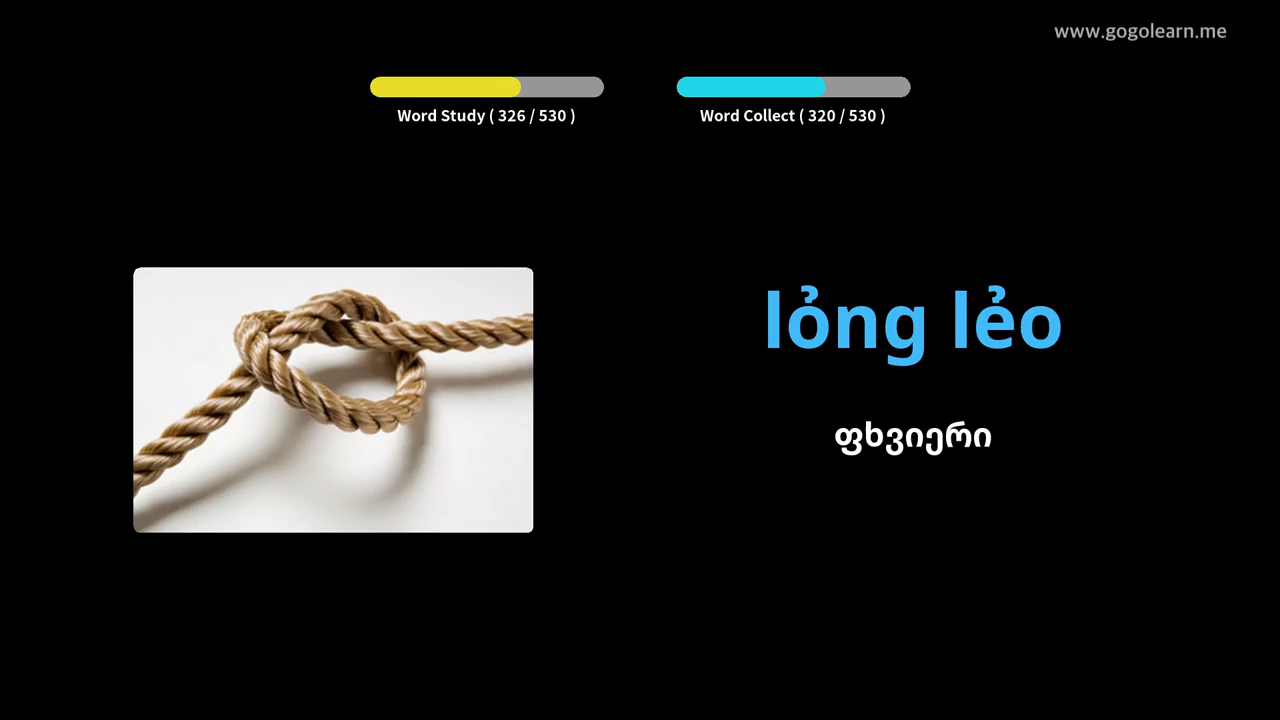 www.gogolearn.me
Word Study ( 326 / 530 )
Word Collect ( 320 / 530 )
lỏng lẻo
ფხვიერი